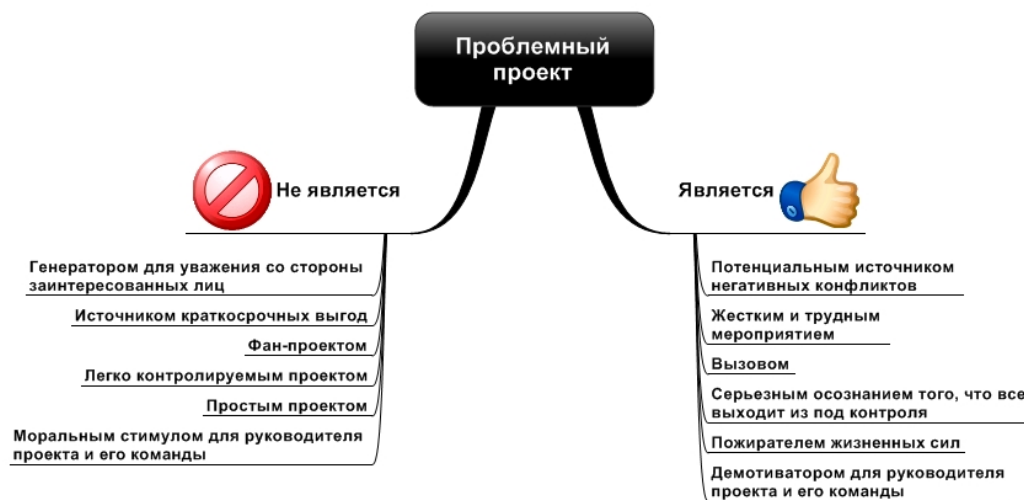 Проблемный
проект
Не является
Генератором для уважения со стороны
заинтересованных лиц
Источником краткосрочных выгод
Фан-проектом
Легко контролируемым проектом
Простым проектом
Моральным стимулом для руководителя
проекта и его команды
Является
Потенциальным источником
негативных конфликтов
Жестким и трудным
мероприятием
Вызовом
Серьезным осознанием того, что все
выходит из под контроля
Пожирателем жизненных сил
Демотиватором для руководителя
проекта и его команды